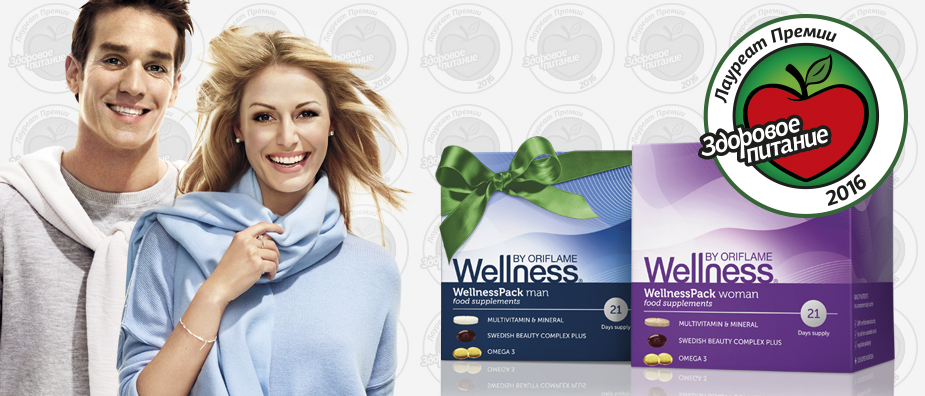 Лауреат Премии
Здоровое
питание
2016
BY ORIFLAME
Wellness
WellnessPack man
food supplements
21
Days supply
MULTIVITAMIN & MINERAL
SWEDISH BEAUTY COMPLEX PLUS
OMEGA 3
BY ORIFLAME
Wellness
WellnessPack woman
food supplements
21
Days supply
MULTIVITAMIN & MINERAL
SWEDISH BEAUTY COMPLEX PLUS
OMEGA 3